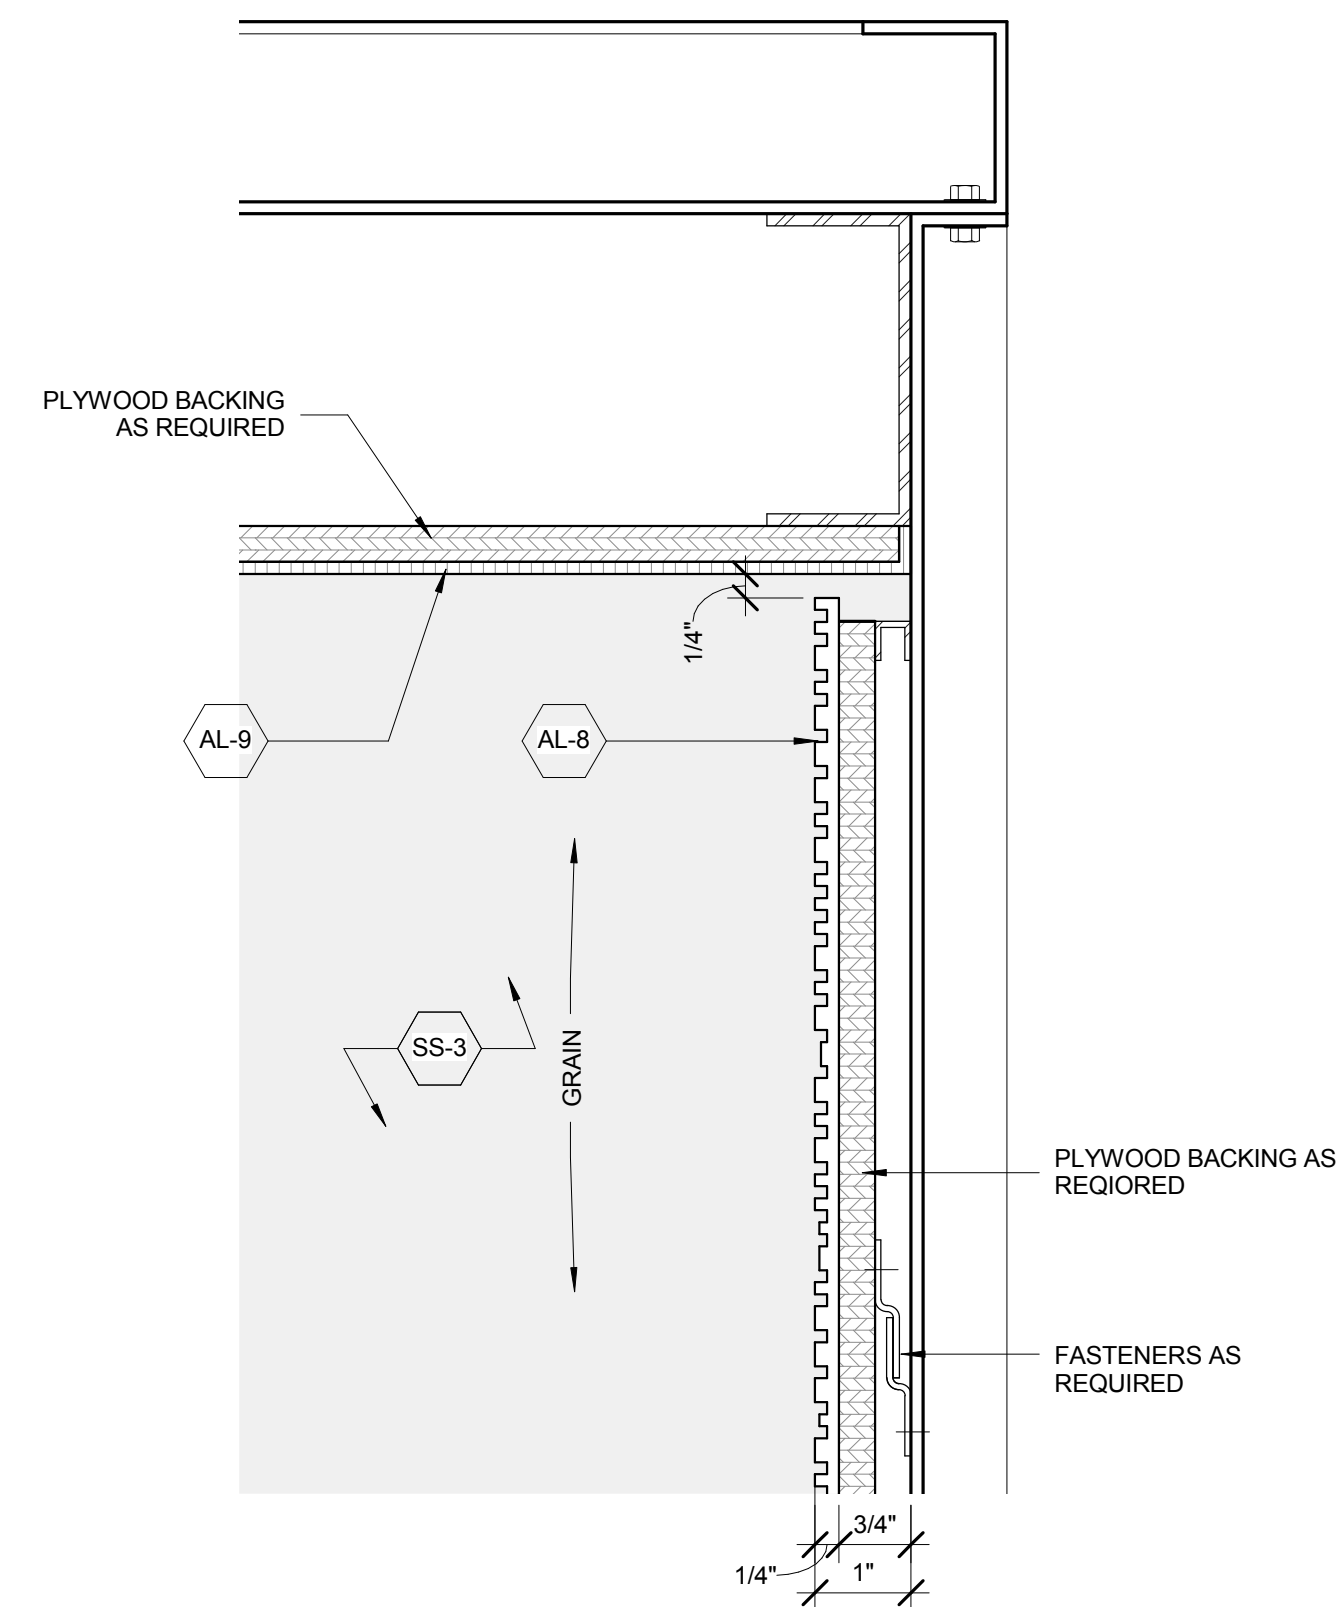 PLYWOOD BACKING
AS REQUIRED
1/4"
AL-9
AL-8
SS-3
GRAIN
PLYWOOD BACKING AS
REQIORED
FASTENERS AS
REQUIRED
3/4"
1/4"
1"